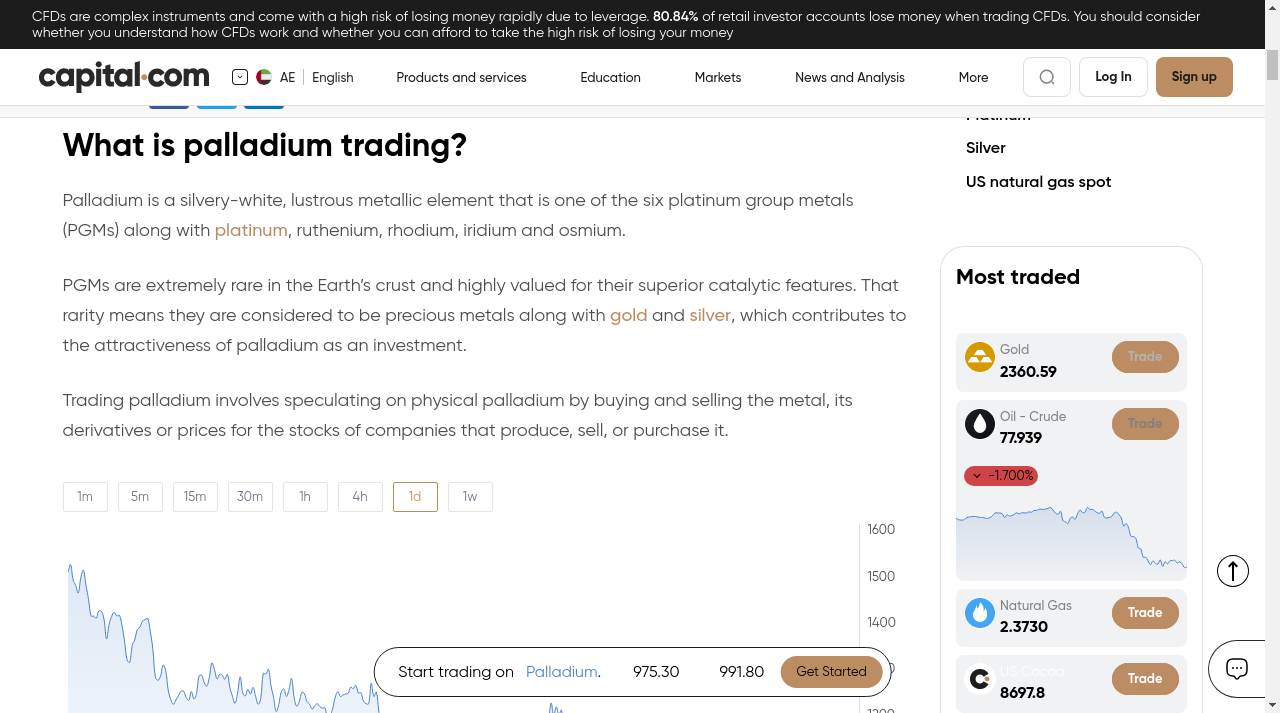 CFDs are complex instruments and come with a high risk of losing money rapidly due to leverage. 80.84% of retail investor accounts lose money when trading CFDs. You should consider
whether you understand how CFDs work and whether you can afford to take the high risk of losing your money
capital.com
AE
English
Products and services
Education
Markets
News and Analysis
More
Log In
Sign up
What is palladium trading?
Palladium is a silvery-white, lustrous metallic element that is one of the six platinum group metals
(PGMs) along with platinum, ruthenium, rhodium, iridium and osmium.
PGMs are extremely rare in the Earth’s crust and highly valued for their superior catalytic features. That
rarity means they are considered to be precious metals along with gold and silver, which contributes to
the attractiveness of palladium as an investment.
Trading palladium involves speculating on physical palladium by buying and selling the metal, its
derivatives or prices for the stocks of companies that produce, sell, or purchase it.
1m
5m
15m
30m
1h
4h
1d
1w
1600
1500
1400
Start trading on Palladium.
975.30
991.80
Get Started
Platinum
Silver
US natural gas spot
Most traded
Gold
2360.59
Trade
Oil - Crude
77.939
Trade
-1.700%
Natural Gas
2.3730
Trade
US Cocoa
8697.8
Trade